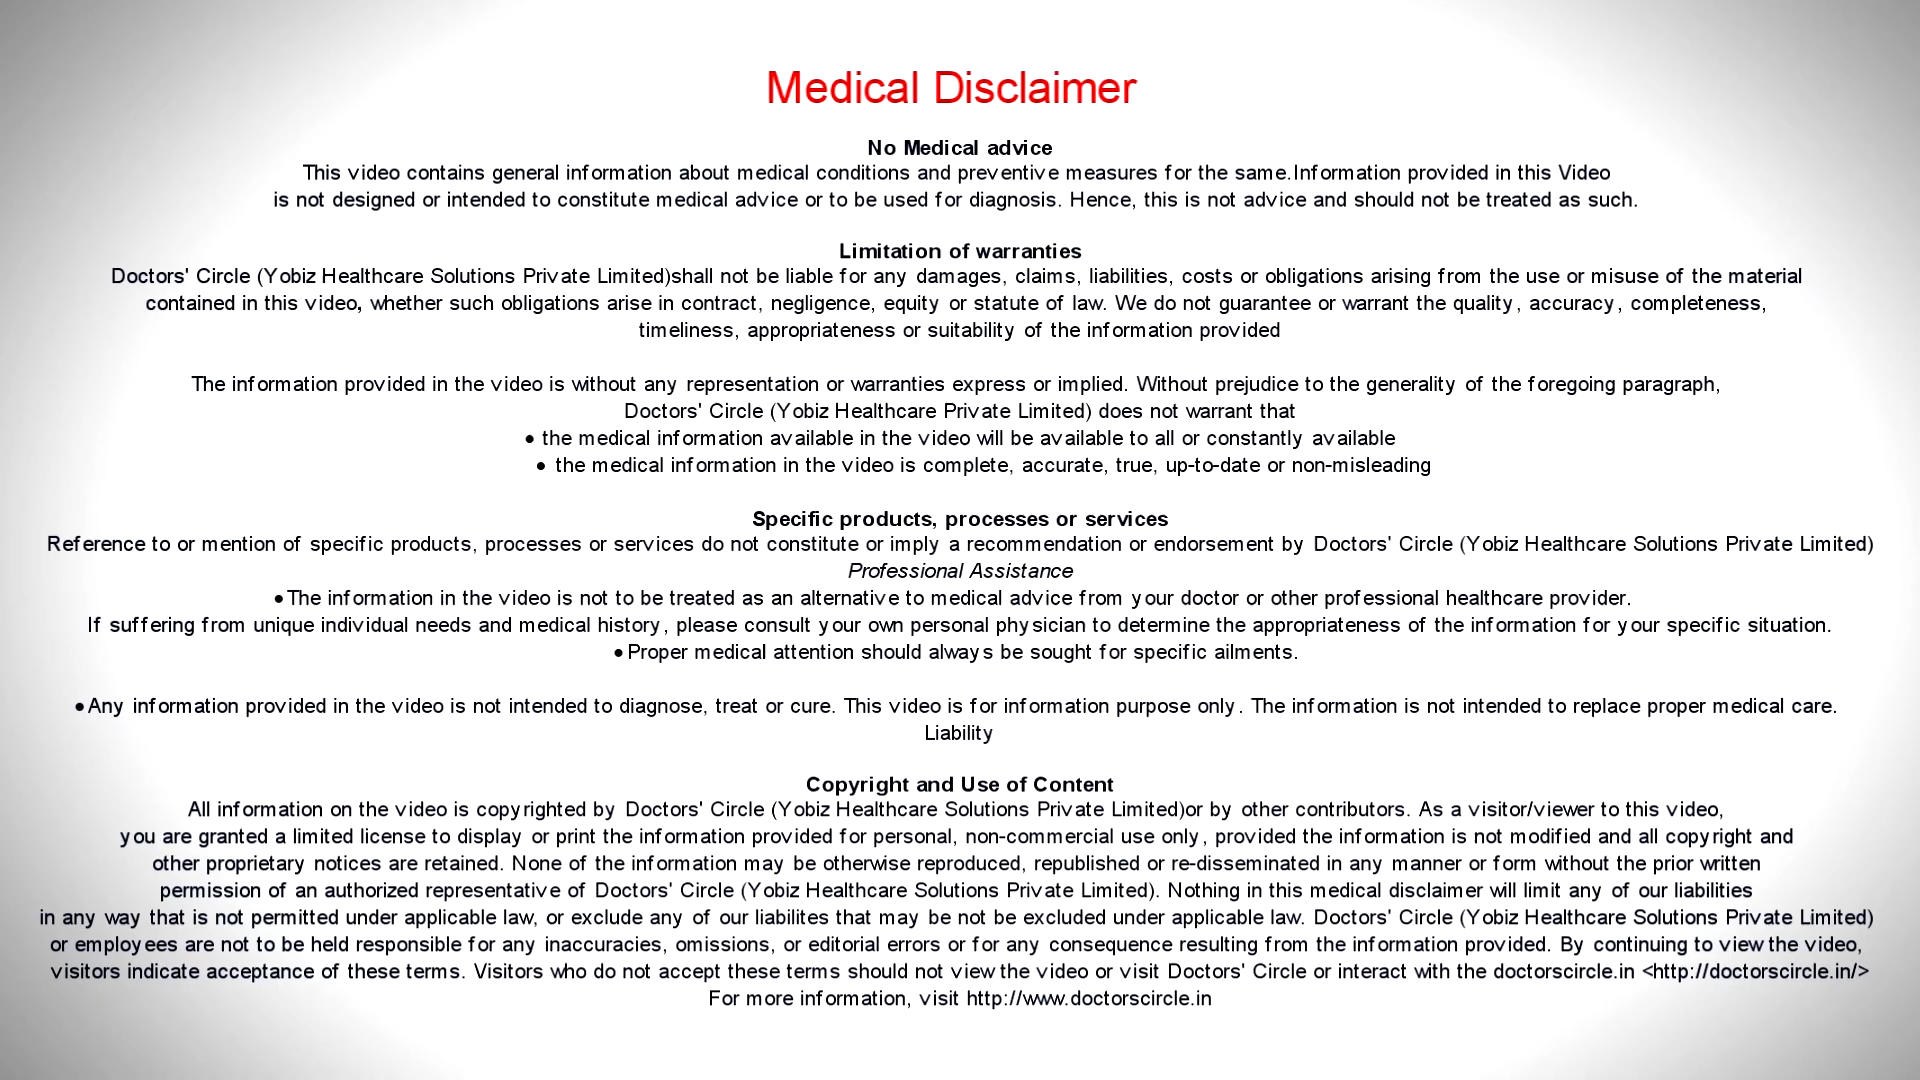 Medical Disclaimer
No Medical advice
This video contains general information about medical conditions and preventive measures for the same.Information provided in this Video
is not designed or intended to constitute medical advice or to be used for diagnosis. Hence, this is not advice and should not be treated as such.
Limitation of warranties
Doctors' Circle (Yobiz Healthcare Solutions Private Limited)shall not be liable for any damages, claims, liabilities, costs or obligations arising from the use or misuse of the material
contained in this video, whether such obligations arise in contract, negligence, equity or statute of law. We do not guarantee or warrant the quality, accuracy, completeness,
timeliness, appropriateness or suitability of the information provided
The information provided in the video is without any representation or warranties express or implied. Without prejudice to the generality of the foregoing paragraph,
Doctors' Circle (Yobiz Healthcare Private Limited) does not warrant that
• the medical information available in the video will be available to all or constantly available
• the medical information in the video is complete, accurate, true, up-to-date or non-misleading
Specific products, processes or services
Reference to or mention of specific products, processes or services do not constitute or imply a recommendation or endorsement by Doctors' Circle (Yobiz Healthcare Solutions Private Limited)
Professional Assistance
•The information in the video is not to be treated as an alternative to medical advice from your doctor or other professional healthcare provider.
If suffering from unique individual needs and medical history, please consult your own personal physician to determine the appropriateness of the information for your specific situation.
•Proper medical attention should always be sought for specific ailments.
•Any information provided in the video is not intended to diagnose, treat or cure. This video is for information purpose only. The information is not intended to replace proper medical care.
Liability
Copyright and Use of Content
All information on the video is copyrighted by Doctors' Circle (Yobiz Healthcare Solutions Private Limited)or by other contributors. As a visitor/viewer to this video,
you are granted a limited license to display or print the information provided for personal, non-commercial use only, provided the information is not modified and all copyright and
other proprietary notices are retained. None of the information may be otherwise reproduced, republished or re-disseminated in any manner or form without the prior written
permission of an authorized representative of Doctors' Circle (Yobiz Healthcare Solutions Private Limited). Nothing in this medical disclaimer will limit any of our liabilities
in any way that is not permitted under applicable law, or exclude any of our liabilites that may be not be excluded under applicable law. Doctors' Circle (Yobiz Healthcare Solutions Private Limited)
or employees are not to be held responsible for any inaccuracies, omissions, or editorial errors or for any consequence resulting from the information provided. By continuing to view the video,
visitors indicate acceptance of these terms. Visitors who do not accept these terms should not view the video or visit Doctors' Circle or interact with the doctorscircle.in <http://doctorscircle.in/>
For more information, visit http://www.doctorscircle.in